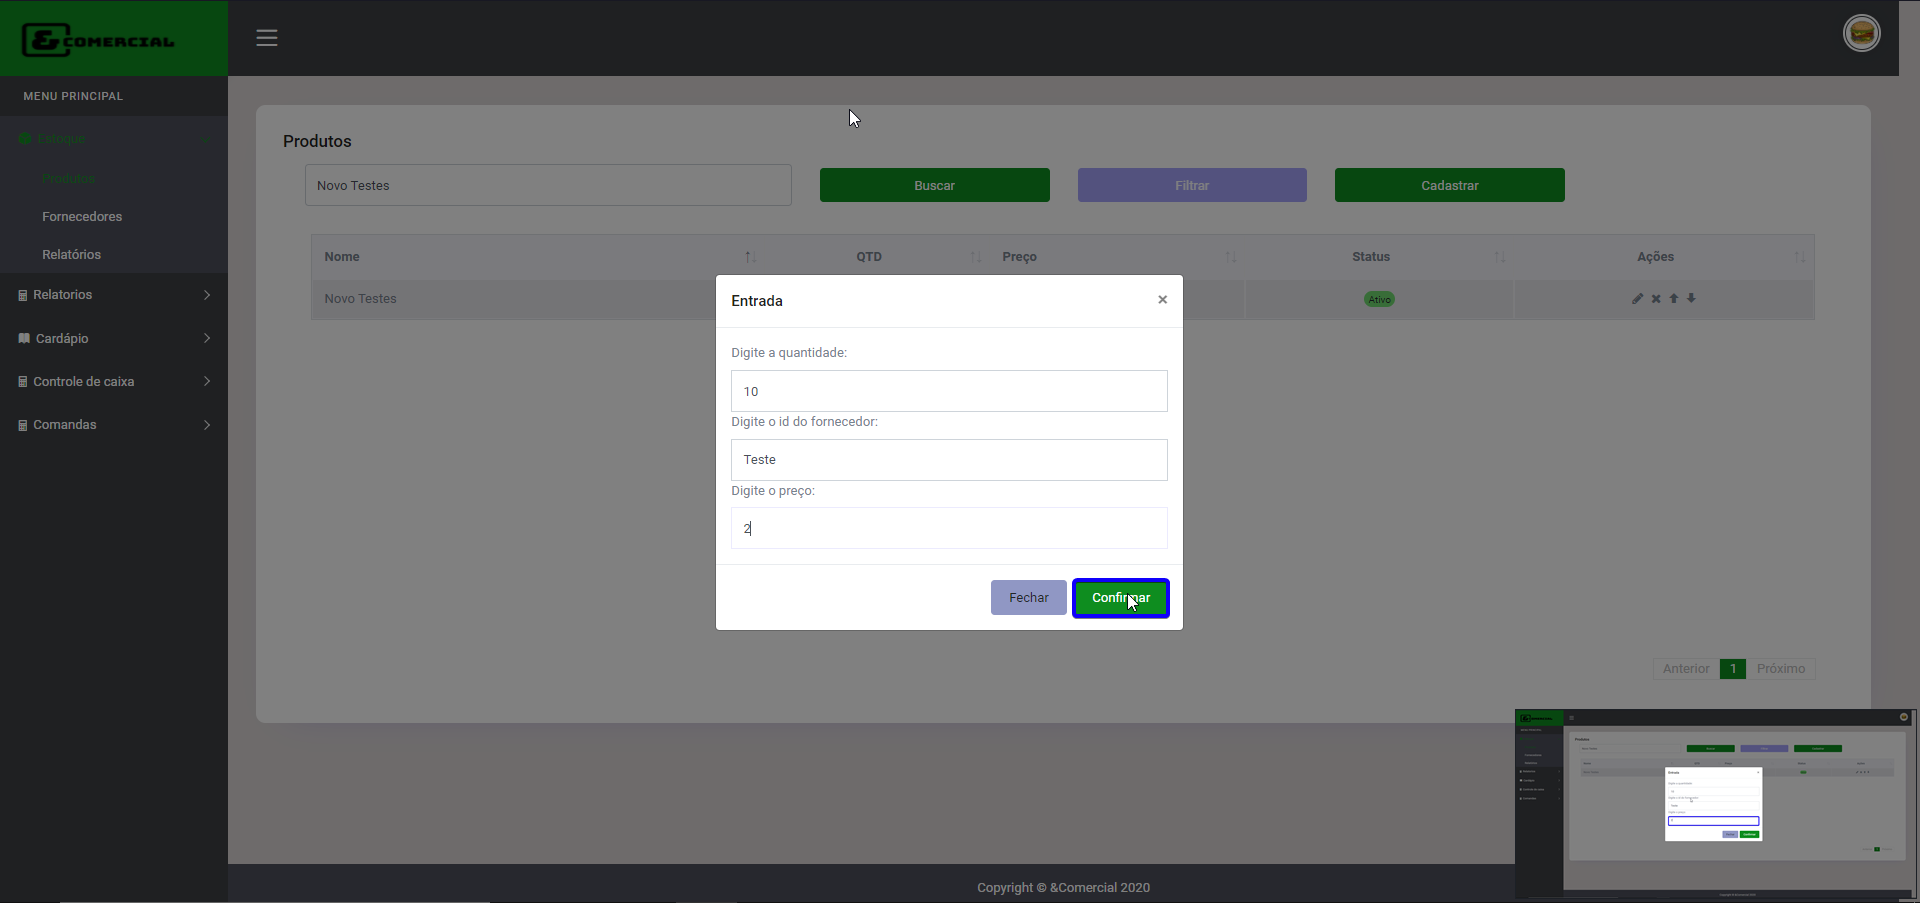 & COMERCIAL
MENU PRINCIPAL
Estoque
Produtos
Fornecedores
Relatórios
Relatorios
Cardápio
Controle de caixa
Comandas
Produtos
Novo Testes
Buscar
Filtrar
Cadastrar
Nome QTD Preço Status Ações
Novo Testes Ativo
Entrada ×
Digite a quantidade:
10
Digite o id do fornecedor:
Teste
Digite o preço:
2
Fechar Confirmar
Anterior 1 Próximo
Copyright © &Comercial 2020